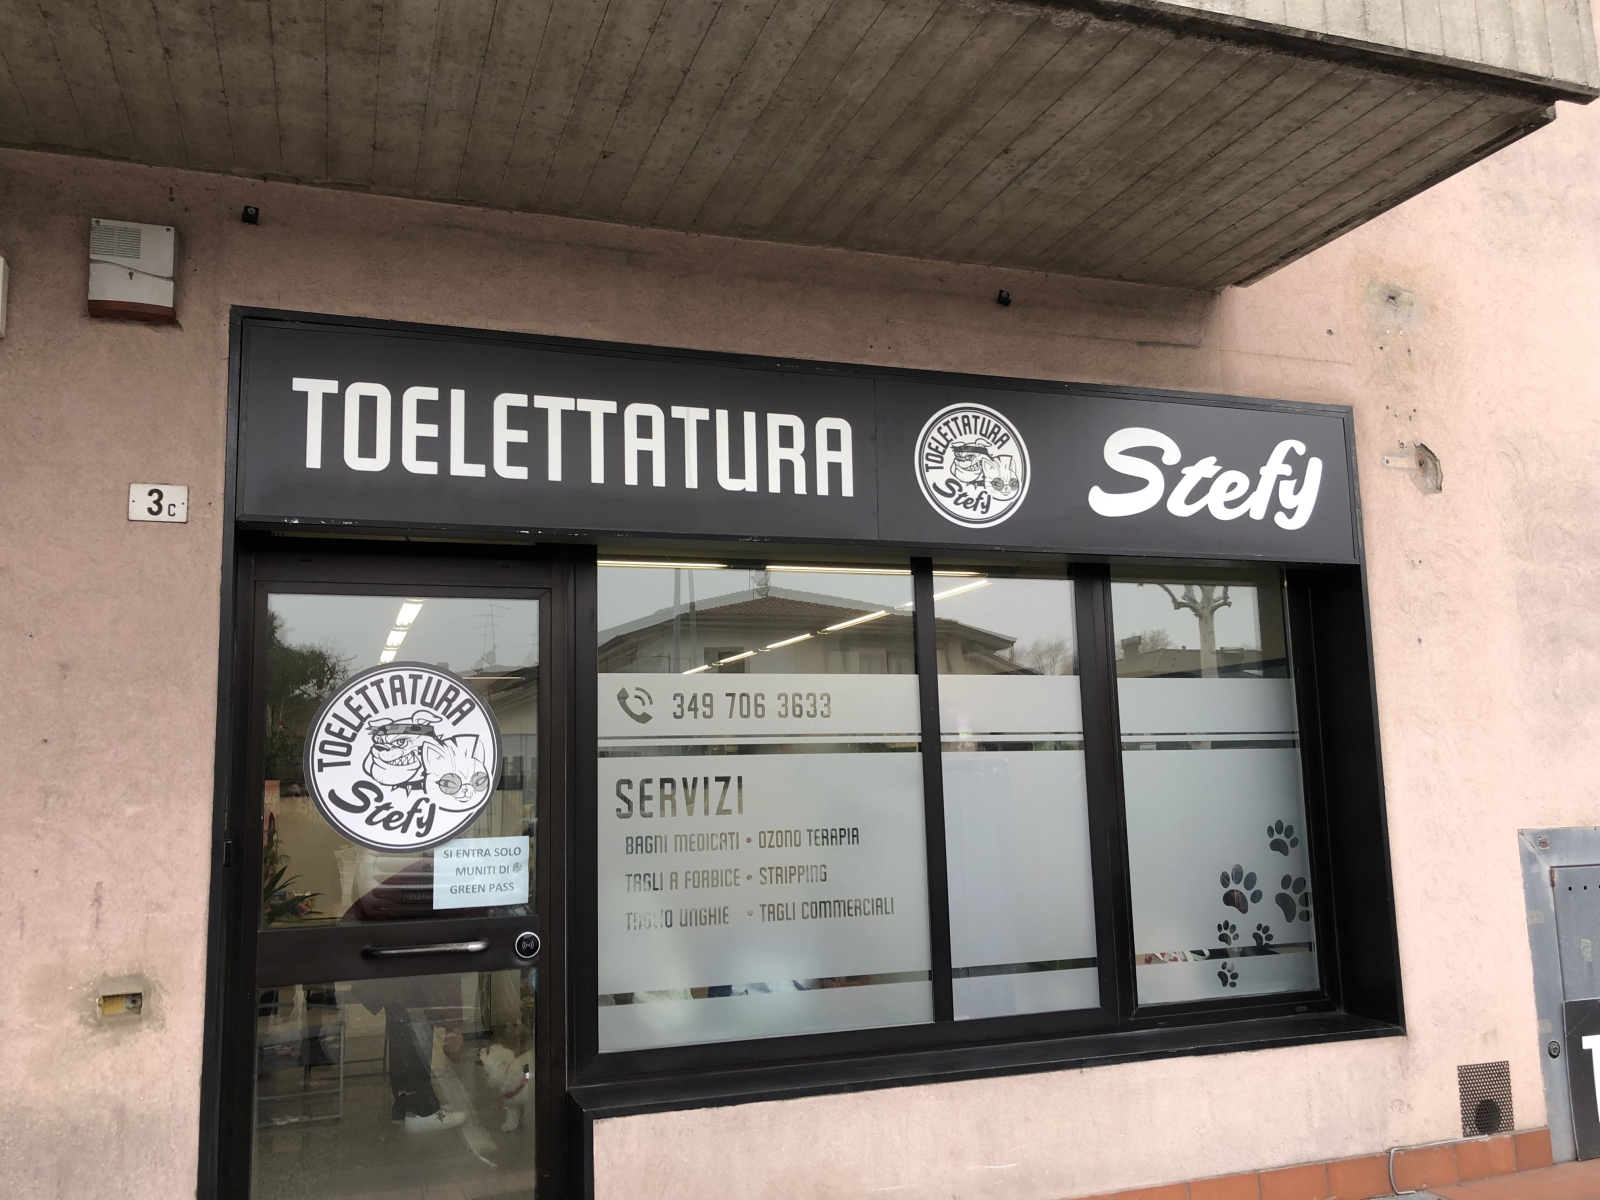 TOELETTATURA
TOELETTATURA
Stefy
Stefy
3C
TOELETTATURA
Stefy
SI ENTRA SOLO
MUNITI DI
GREEN PASS
349 706 3633
SERVIZI
BAGNI MEDICATI • OZONO TERAPIA
TAGLI A FORBICE • STRIPPING
TAGLIO UNGHIE • TAGLI COMMERCIALI